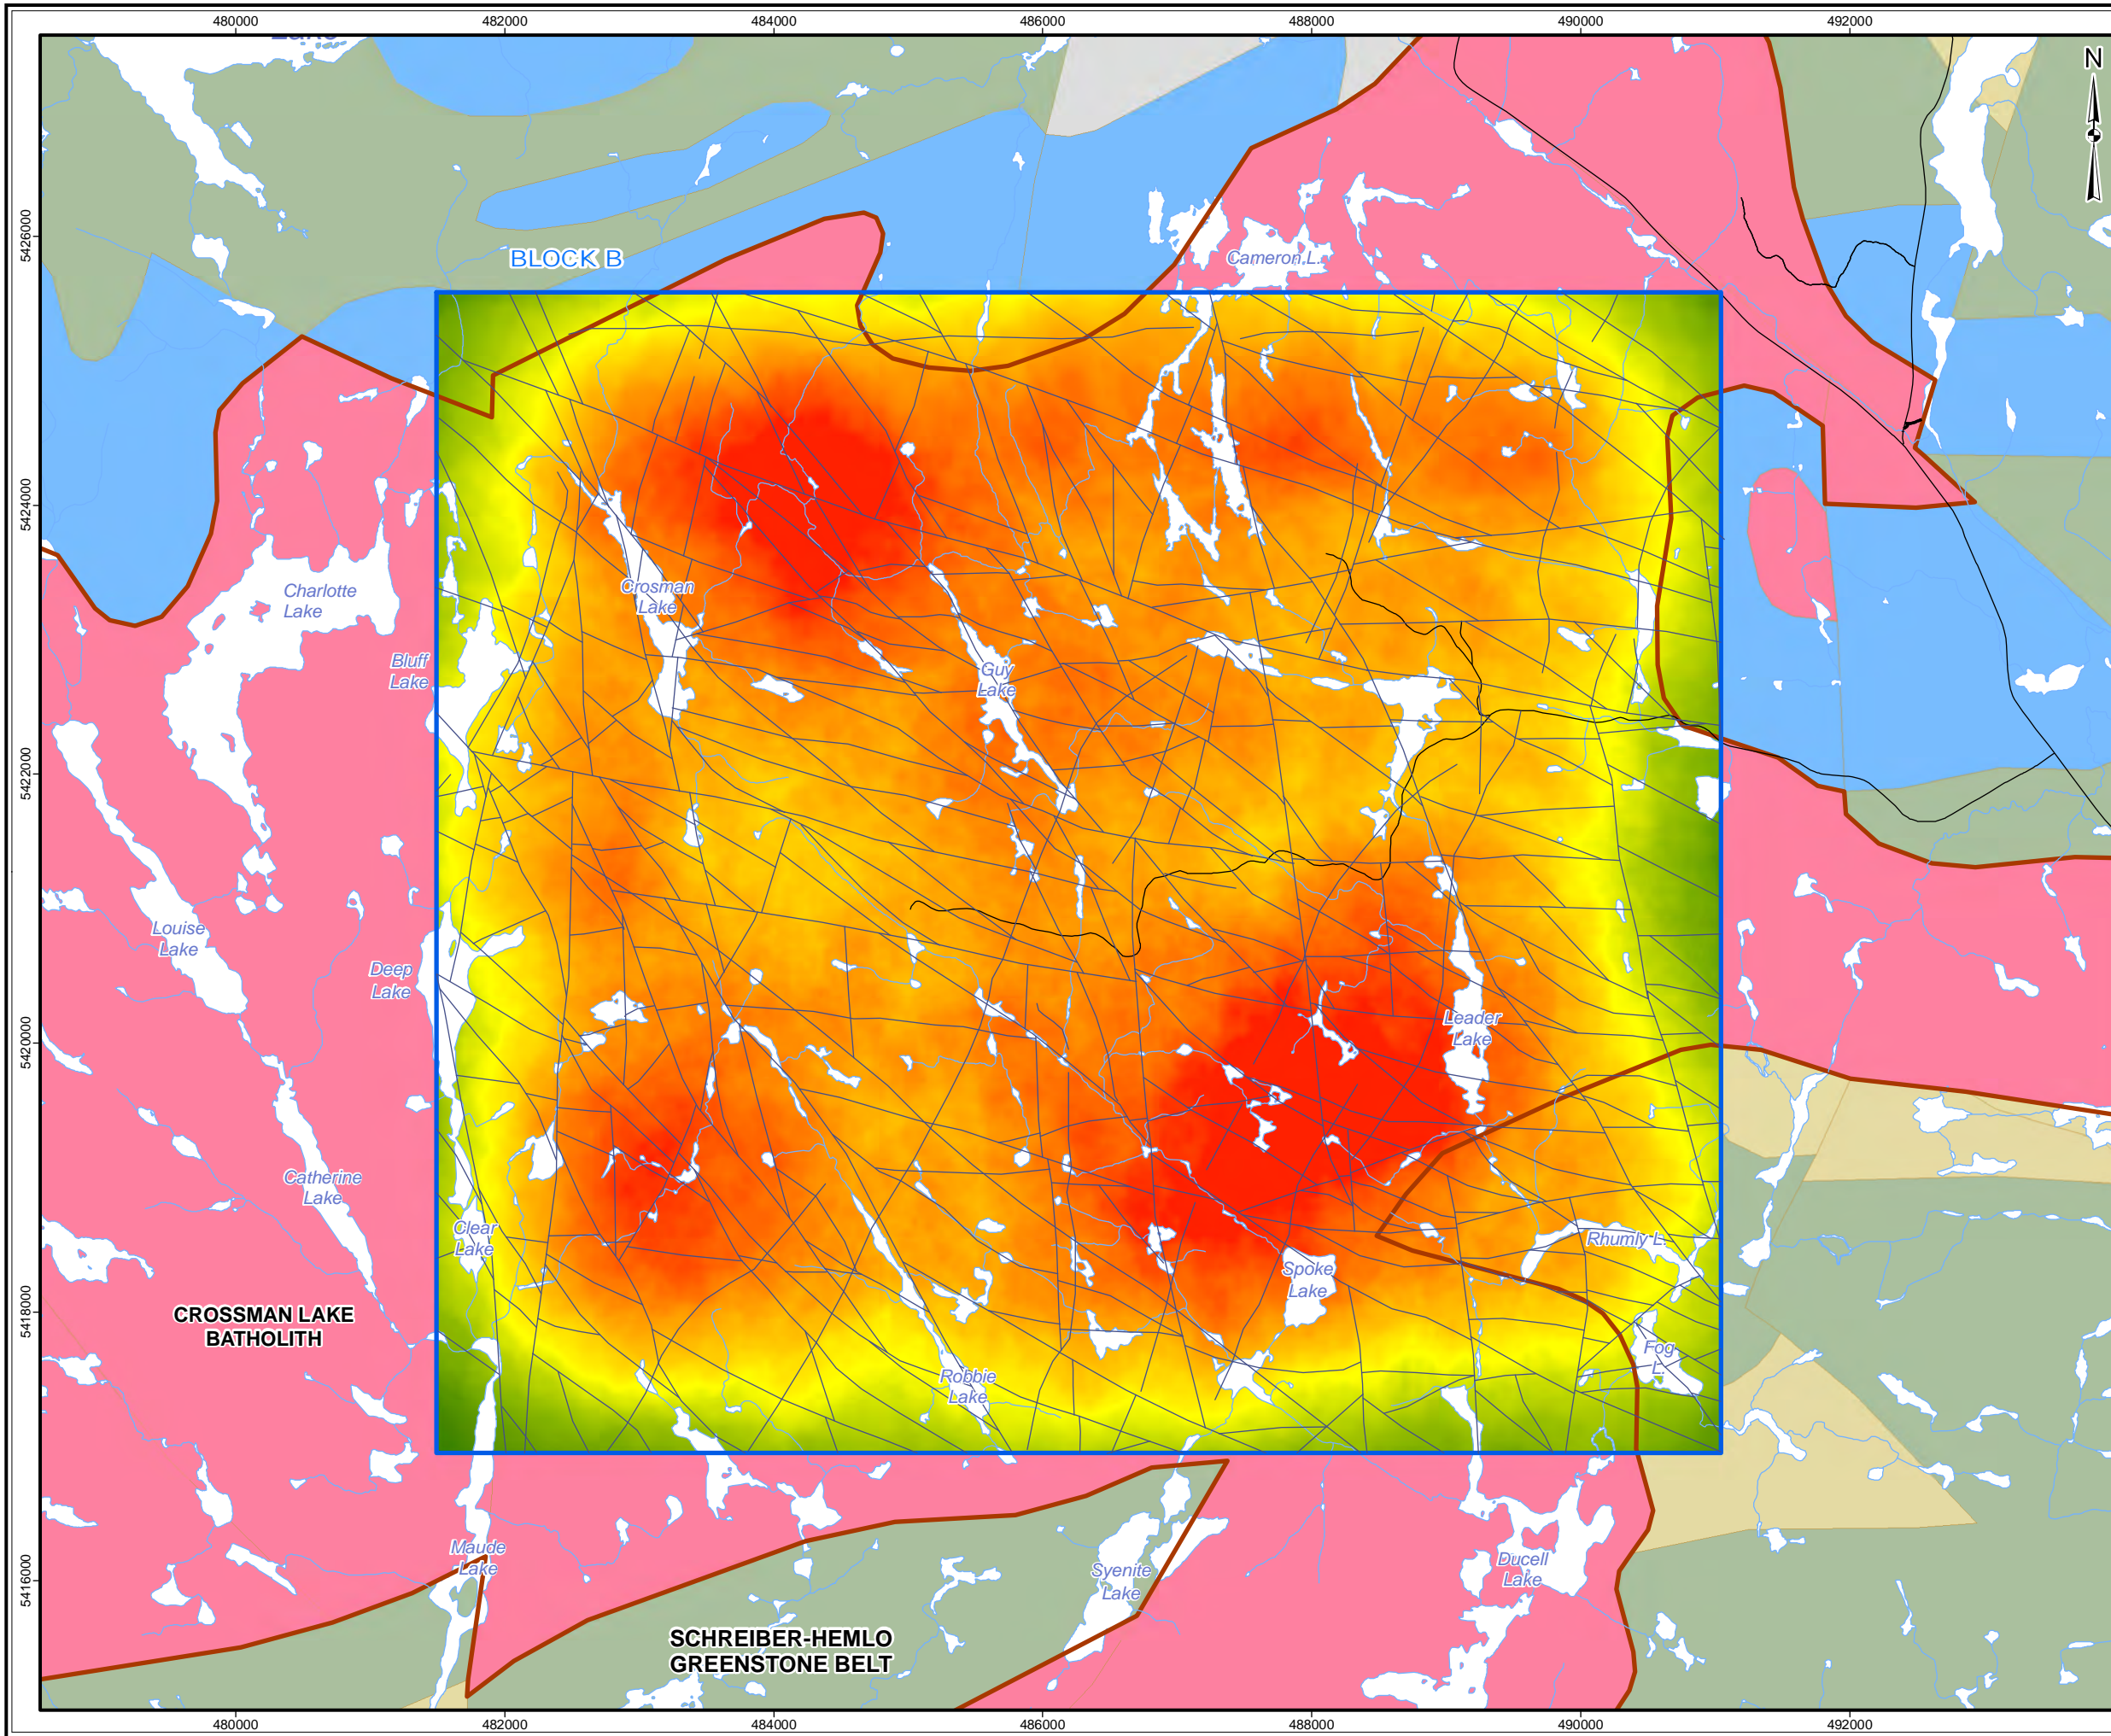 480000 482000 484000 486000 488000 490000 492000
Lake
N
5426000
BLOCK B
Cameron L.
5424000
Crosman
Lake
Charlotte
Lake
Bluff
Lake
Guy
Lake
5422000
Louise
Lake
Deep
Lake
5420000
Leader
Lake
Catherine
Lake
Clear
Lake
Rhumly L.
Spoke
Lake
5418000
CROSSMAN LAKE
BATHOLITH
Fog
L.
Robbie
Lake
Maude
Lake
5416000
Syenite
Lake
Ducell
Lake
SCHREIBER-HEMLO
GREENSTONE BELT
480000 482000 484000 486000 488000 490000 492000